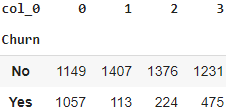 col_0 0 1 2 3
Churn
No 1149 1407 1376 1231
Yes 1057 113 224 475